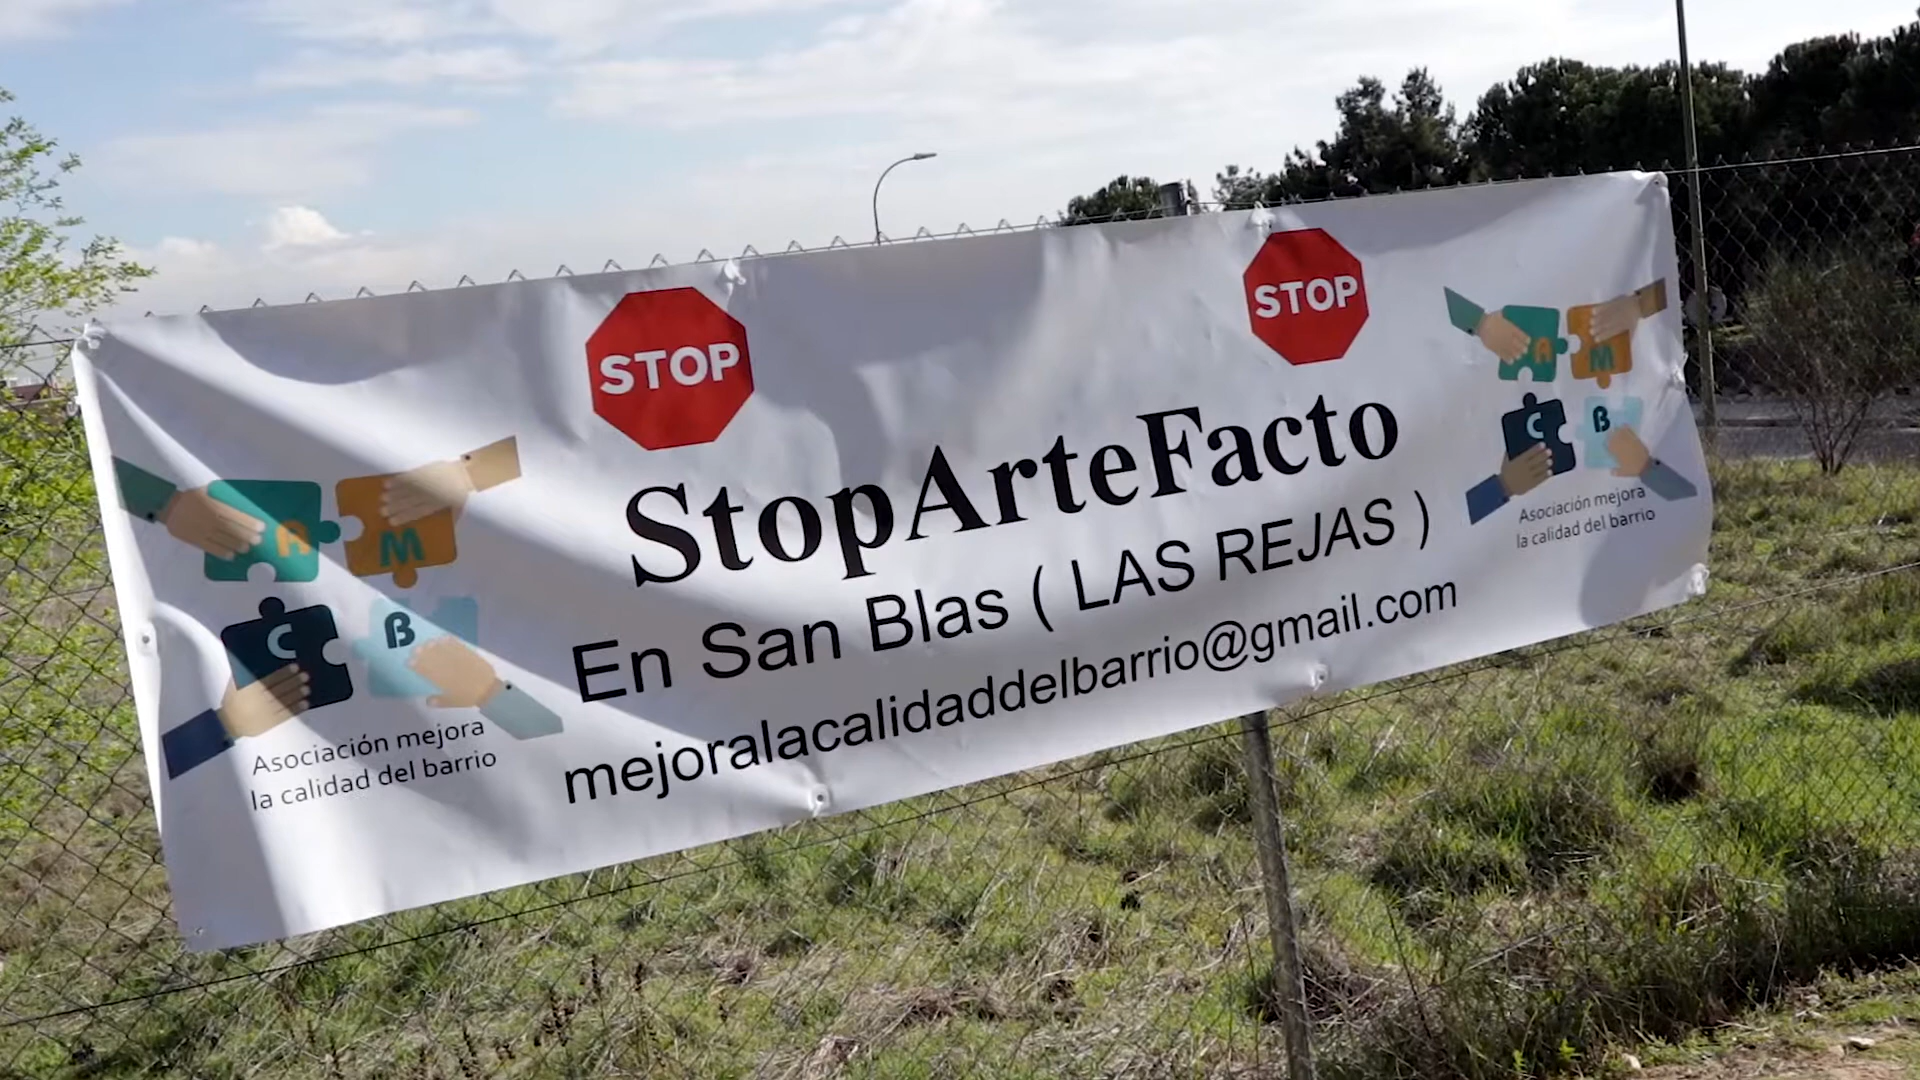 STOP
STOP
StopArteFacto
En San Blas ( LAS REJAS )
mejoralacalidaddelbarrio@gmail.com
A M
C B
Asociación mejora
la calidad del barrio
A M
C B
Asociación mejora
la calidad del barrio